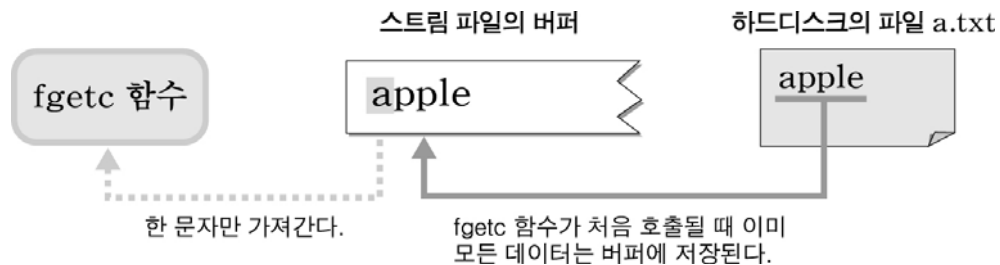 스트림 파일의 버퍼
하드디스크의 파일 a.txt
fgetc 함수
apple
apple
한 문자만 가져간다.
fgetc 함수가 처음 호출될 때 이미
모든 데이터는 버퍼에 저장된다.